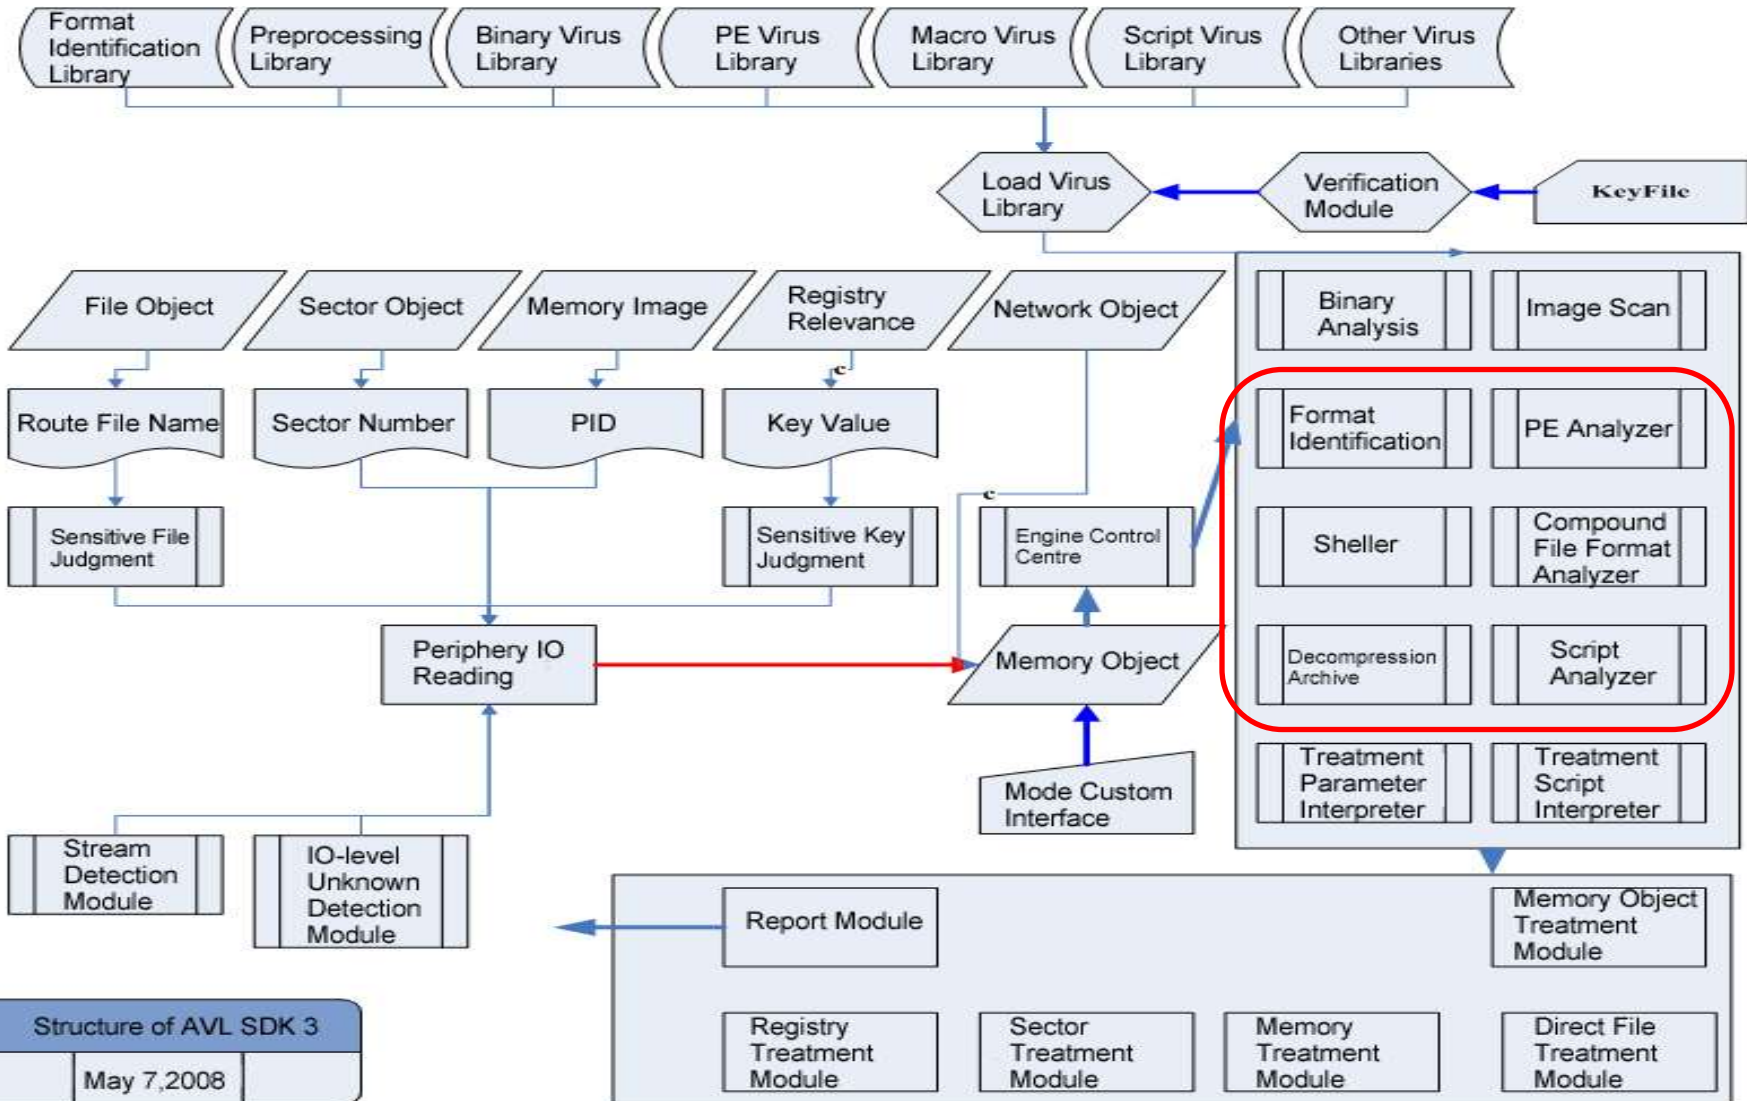 Format
Identification
Library
Preprocessing
Library
Binary Virus
Library
PE Virus
Library
Macro Virus
Library
Script Virus
Library
Other Virus
Libraries
Load Virus
Library
Verification
Module
KeyFile
File Object
Sector Object
Memory Image
Registry
Relevance
Network Object
Binary
Analysis
Image Scan
c
Route File Name
Sector Number
PID
Key Value
Format
Identification
PE Analyzer
c
Sensitive File
Judgment
Sensitive Key
Judgment
Engine Control
Centre
Sheller
Compound
File Format
Analyzer
Periphery IO
Reading
Memory Object
Decompression
Archive
Script
Analyzer
Mode Custom
Interface
Treatment
Parameter
Interpreter
Treatment
Script
Interpreter
Stream
Detection
Module
IO-level
Unknown
Detection
Module
Report Module
Memory Object
Treatment
Module
Structure of AVL SDK 3
May 7,2008
Registry
Treatment
Module
Sector
Treatment
Module
Memory
Treatment
Module
Direct File
Treatment
Module